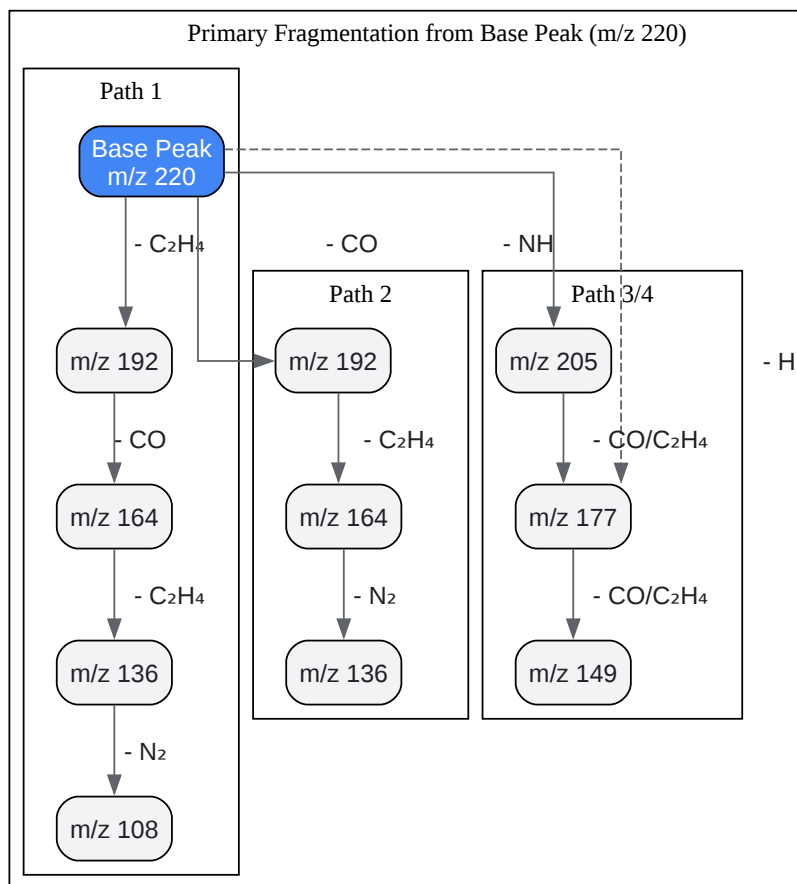 Primary Fragmentation from Base Peak (m/z 220)
Path 1
Base Peak
m/z 220
- C₂H₄
- CO
- NH
Path 2
Path 3/4
m/z 192
m/z 192
m/z 205
- H
- CO
- C₂H₄
- CO/C₂H₄
m/z 164
m/z 164
m/z 177
- C₂H₄
- N₂
- CO/C₂H₄
m/z 136
m/z 136
m/z 149
- N₂
m/z 108